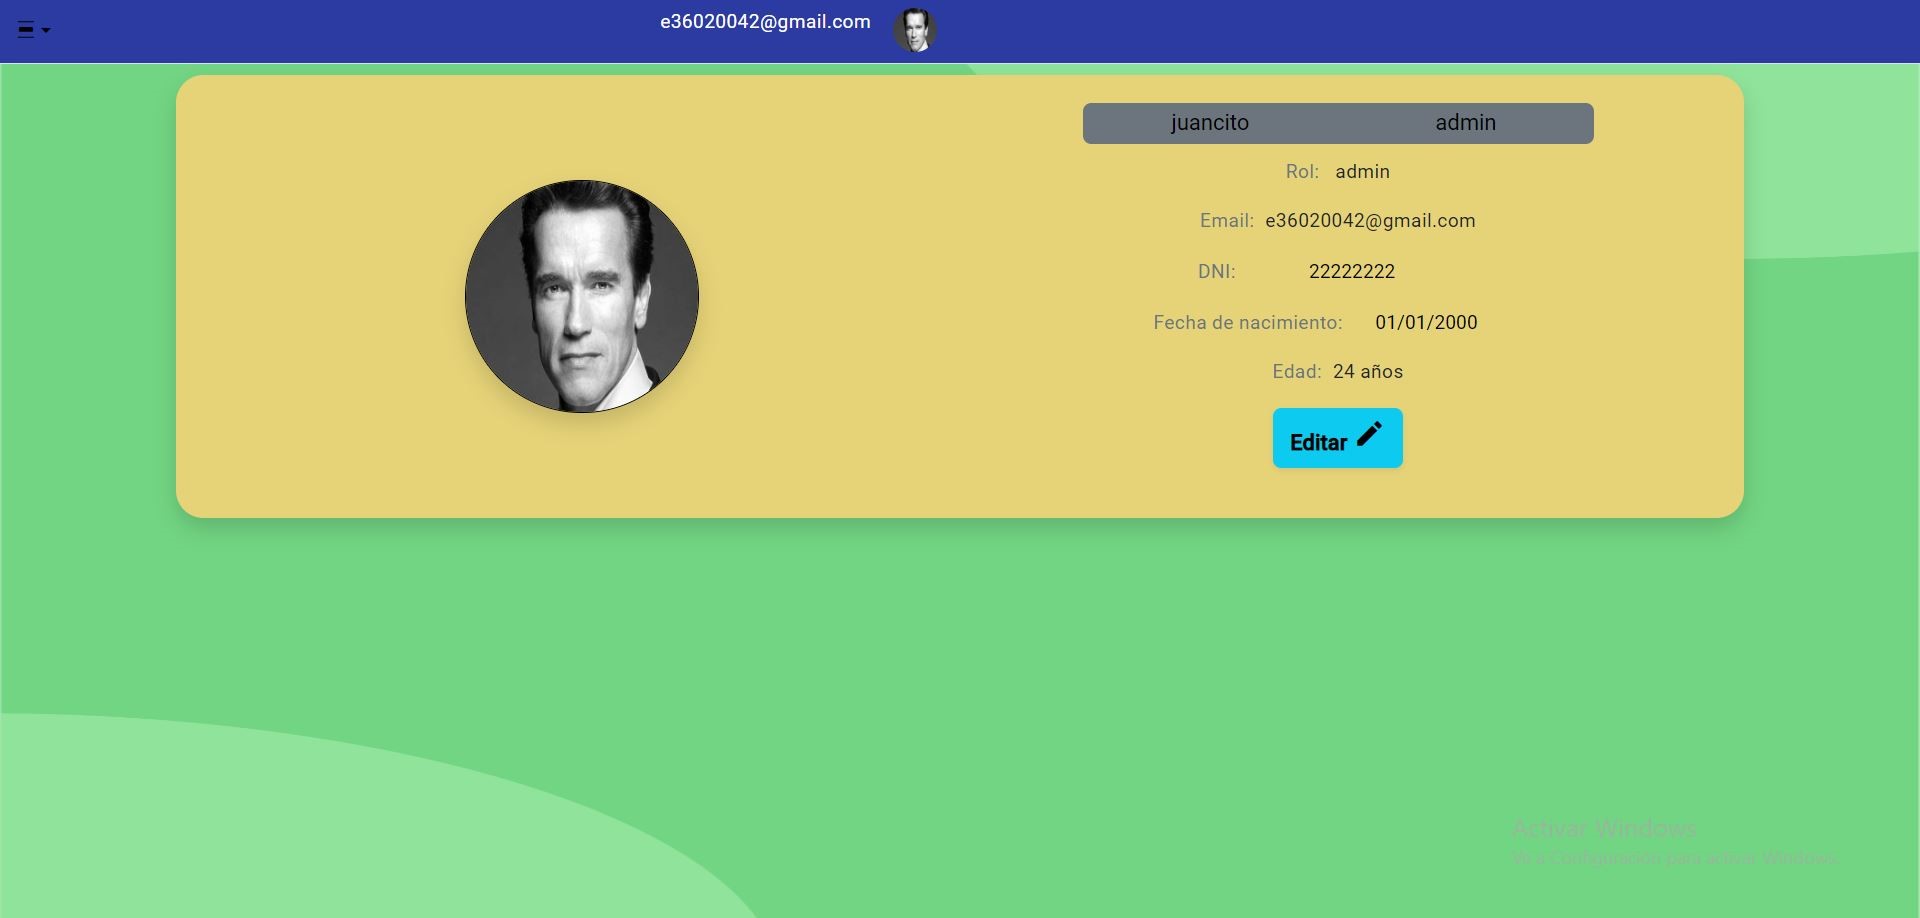 e36020042@gmail.com
juancito admin
Rol: admin
Email: e36020042@gmail.com
DNI: 22222222
Fecha de nacimiento: 01/01/2000
Edad: 24 años
Editar
Activar Windows
Ve a Configuración para activar Windows.